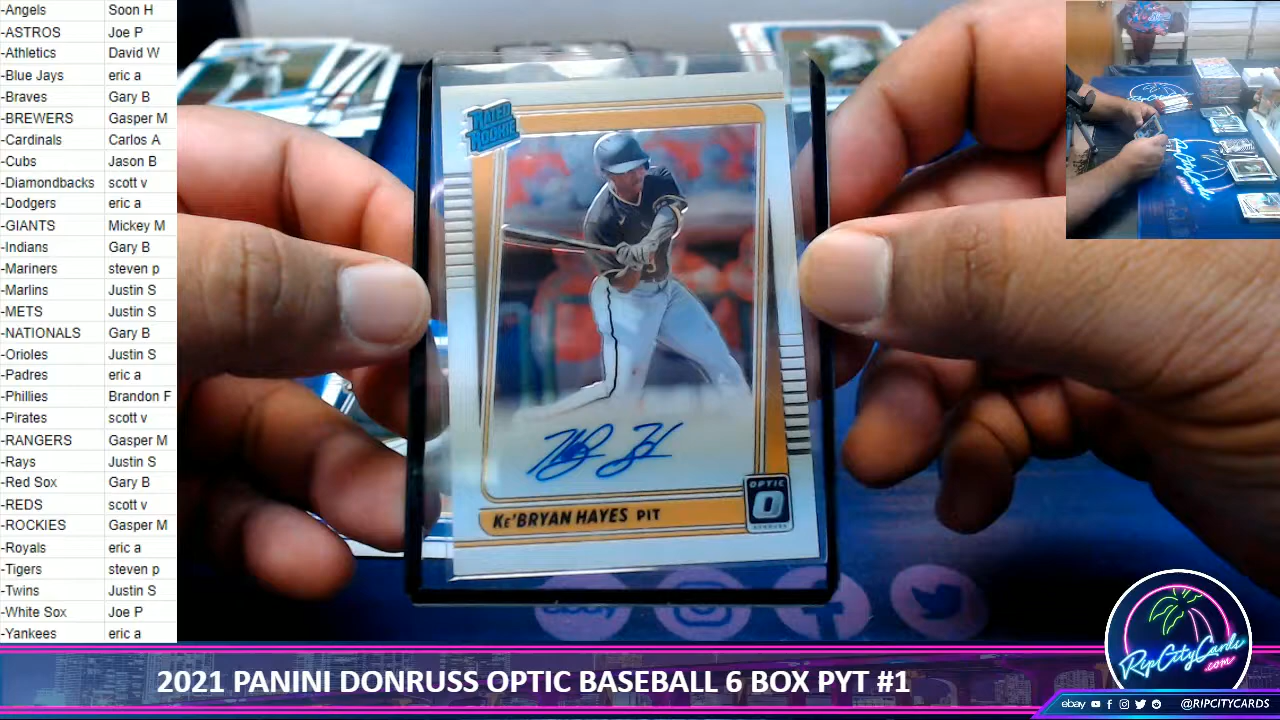 -Angels Soon H
-ASTROS Joe P
-Athletics David W
-Blue Jays eric a
-Braves Gary B
-BREWERS Gasper M
-Cardinals Carlos A
-Cubs Jason B
-Diamondbacks scott v
-Dodgers eric a
-GIANTS Mickey M
-Indians Gary B
-Mariners steven p
-Marlins Justin S
-METS Justin S
-NATIONALS Gary B
-Orioles Justin S
-Padres eric a
-Phillies Brandon F
-Pirates scott v
-RANGERS Gasper M
-Rays Justin S
-Red Sox Gary B
-REDS scott v
-ROCKIES Gasper M
-Royals eric a
-Tigers steven p
-Twins Justin S
-White Sox Joe P
-Yankees eric a
RATED
ROOKIE
OPTIC
DONRUSS
KE'BRYAN HAYES PIT
ebay
RipCityCards
.com
2021 PANINI DONRUSS OPTIC BASEBALL 6 BOX PYT #1
ebay @RIPCITYCARDS